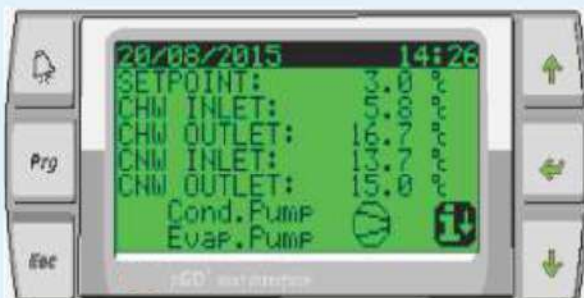 20/08/2015 14:26
SETPOINT: 3.0 ℃
CHW INLET: 5.8 ℃
CHW OUTLET: 16.7 ℃
Prg
CNW INLET: 13.7 ℃
CNW OUTLET: 15.0 ℃
Cond.Pump
Evap.Pump
Esc
pGD¹